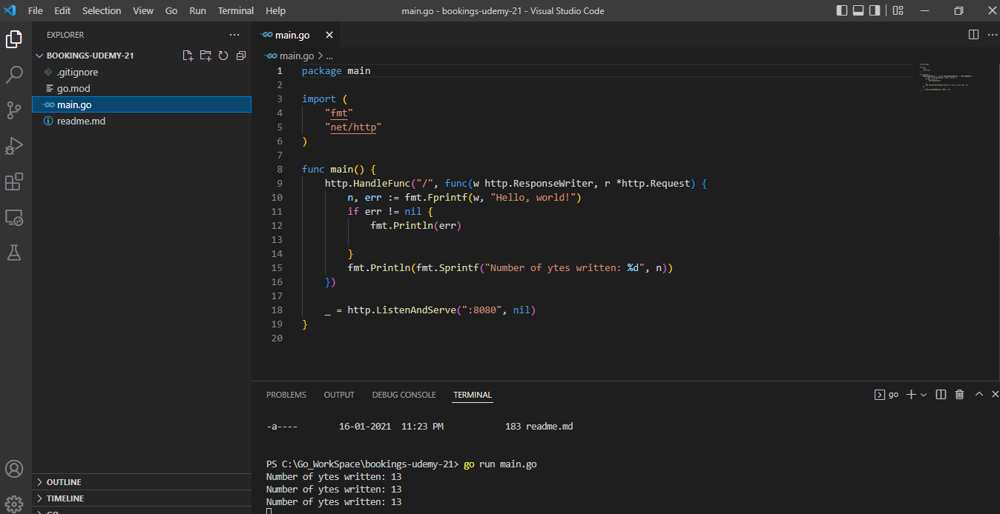 File Edit Selection View Go Run Terminal Help main.go - bookings-udemy-21 - Visual Studio Code
EXPLORER
BOOKINGS-UDEMY-21
.gitignore
go.mod
main.go
readme.md
OUTLINE
TIMELINE
GO
main.go
main.go > ...
1 package main
2
3 import (
4 "fmt"
5 "net/http"
6 )
7
8 func main() {
9 http.HandleFunc("/", func(w http.ResponseWriter, r *http.Request) {
10 n, err := fmt.Fprintf(w, "Hello, world!")
11 if err != nil {
12 fmt.Println(err)
13
14 }
15 fmt.Println(fmt.Sprintf("Number of ytes written: %d", n))
16 })
17
18 _ = http.ListenAndServe(":8080", nil)
19 }
20
PROBLEMS OUTPUT DEBUG CONSOLE TERMINAL go
-a---- 16-01-2021 11:23 PM 183 readme.md
PS C:\Go_WorkSpace\bookings-udemy-21> go run main.go
Number of ytes written: 13
Number of ytes written: 13
Number of ytes written: 13